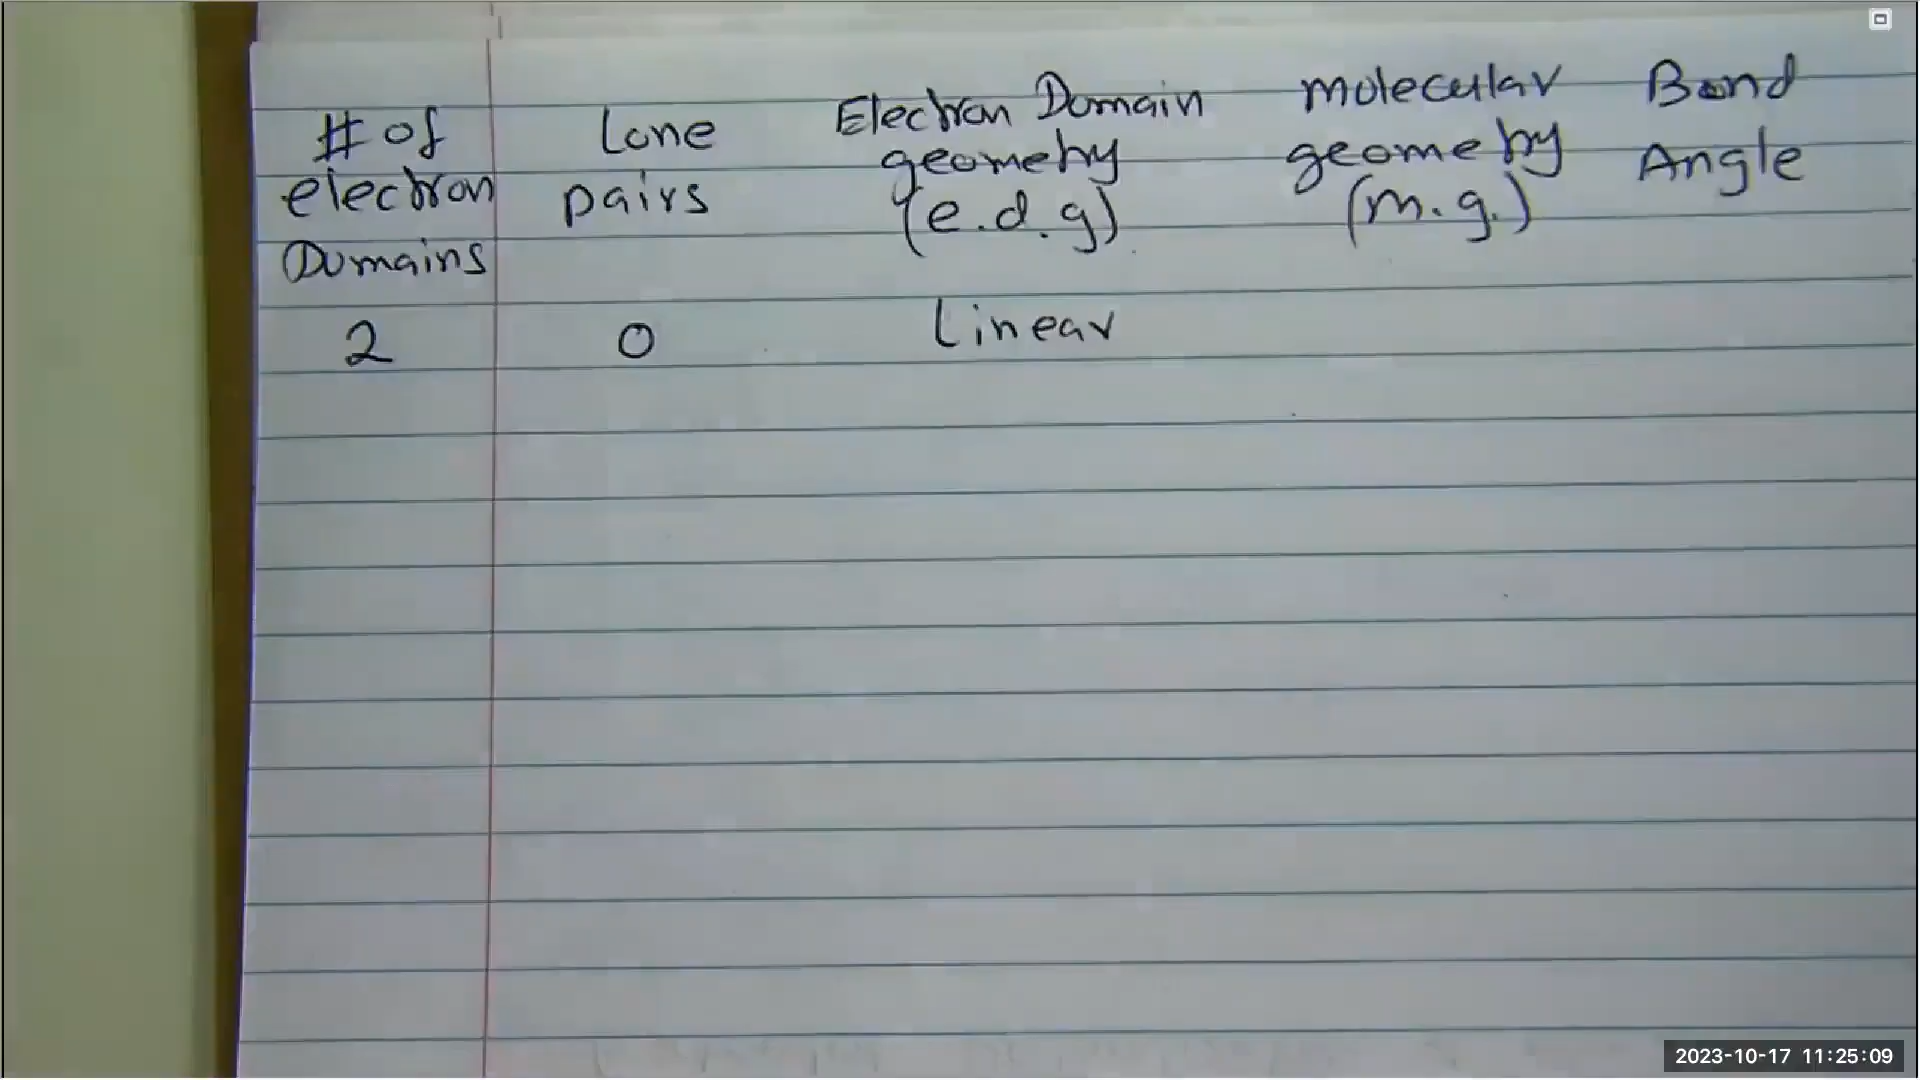 # of electron Domains
Lone pairs
Electron Domain geometry (e.d.g)
molecular geometry (m.g.)
Bond Angle
2 0 Linear
2023-10-17 11:25:09